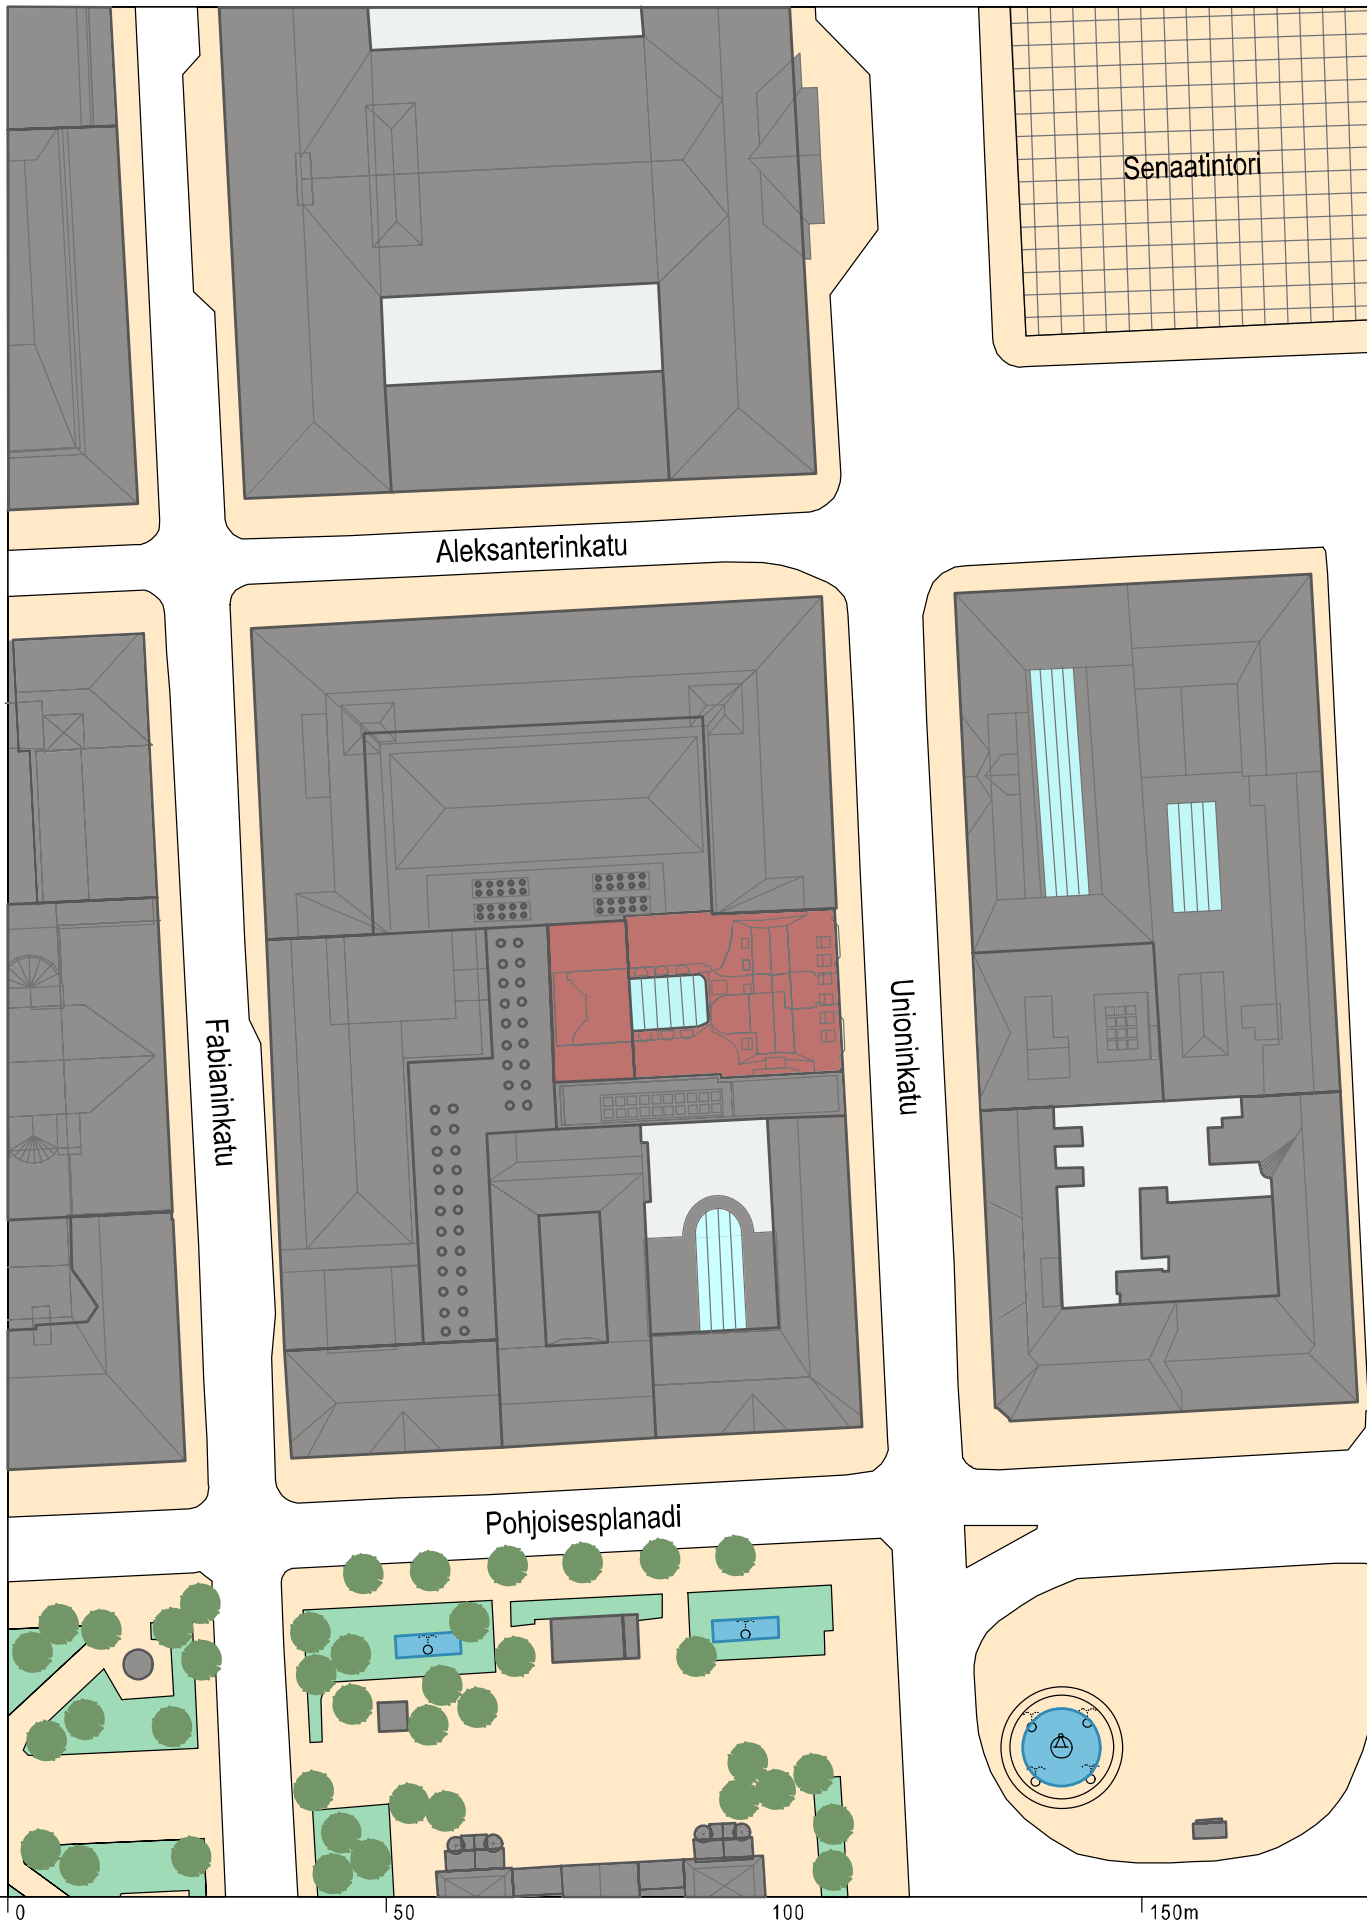 Senaatintori
Aleksanterinkatu
Fabianinkatu
Unioninkatu
Pohjoisesplanadi
0 50 100 150m